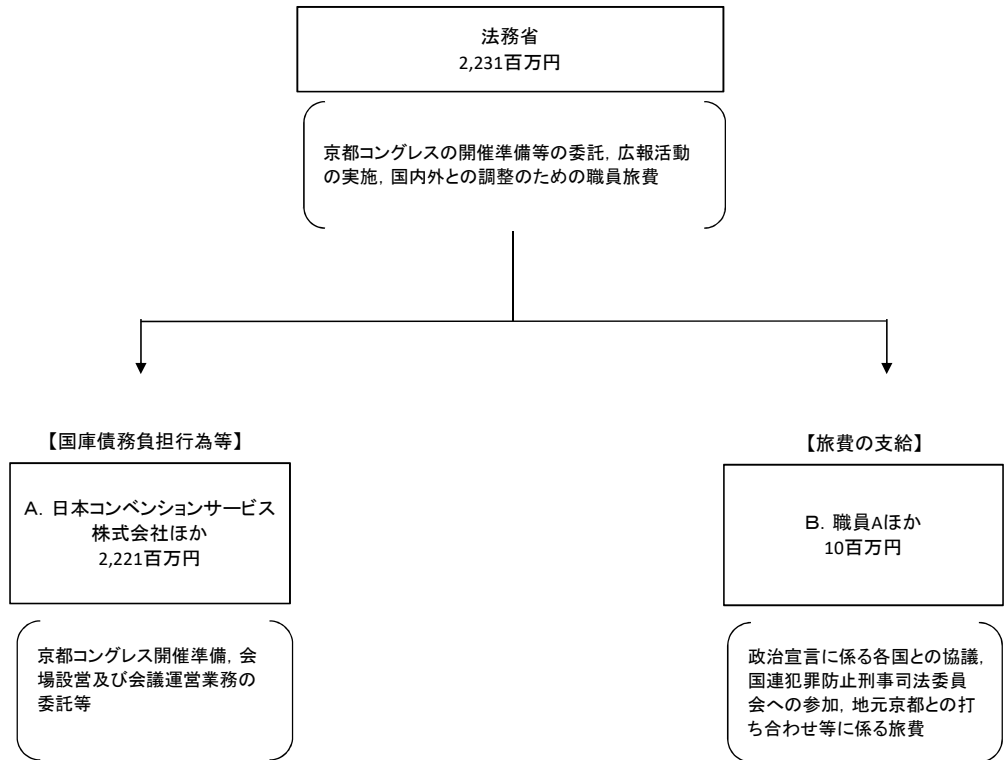 法務省
2,231百万円
京都コングレスの開催準備等の委託，広報活動
の実施，国内外との調整のための職員旅費
【国庫債務負担行為等】
A．日本コンベンションサービス
株式会社ほか
2,221百万円
京都コングレス開催準備，会
場設営及び会議運営業務の
委託等
【旅費の支給】
B．職員Aほか
10百万円
政治宣言に係る各国との協議，
国連犯罪防止刑事司法委員
会への参加，地元京都との打
ち合わせ等に係る旅費